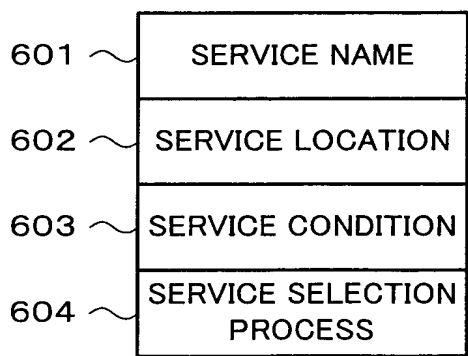 601 SERVICE NAME
602 SERVICE LOCATION
603 SERVICE CONDITION
604 SERVICE SELECTION
PROCESS